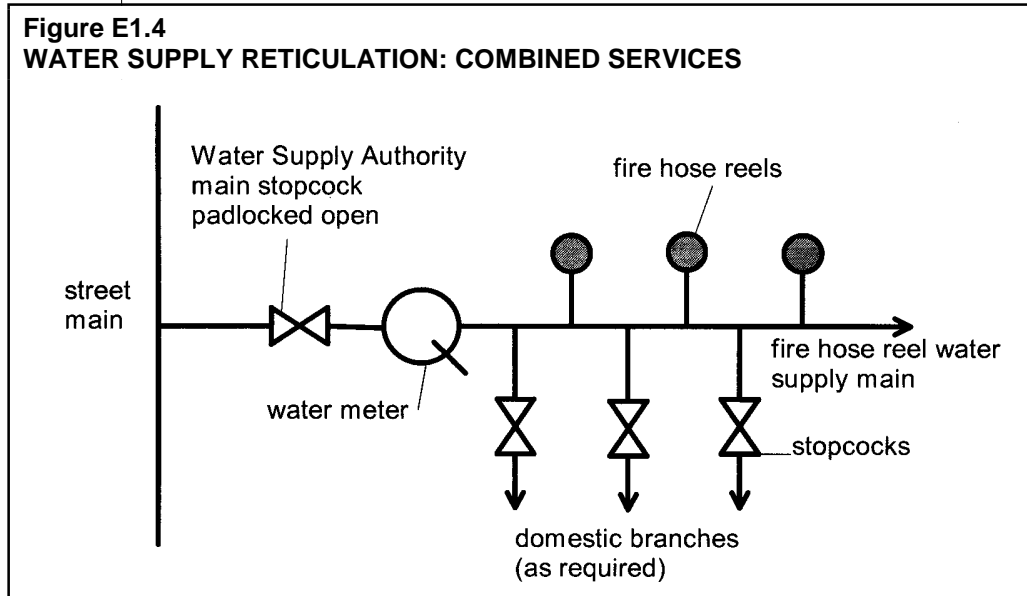 Figure E1.4
WATER SUPPLY RETICULATION: COMBINED SERVICES
Water Supply Authority
main stopcock
padlocked open
fire hose reels
street
main
fire hose reel water
supply main
water meter
stopcocks
domestic branches
(as required)